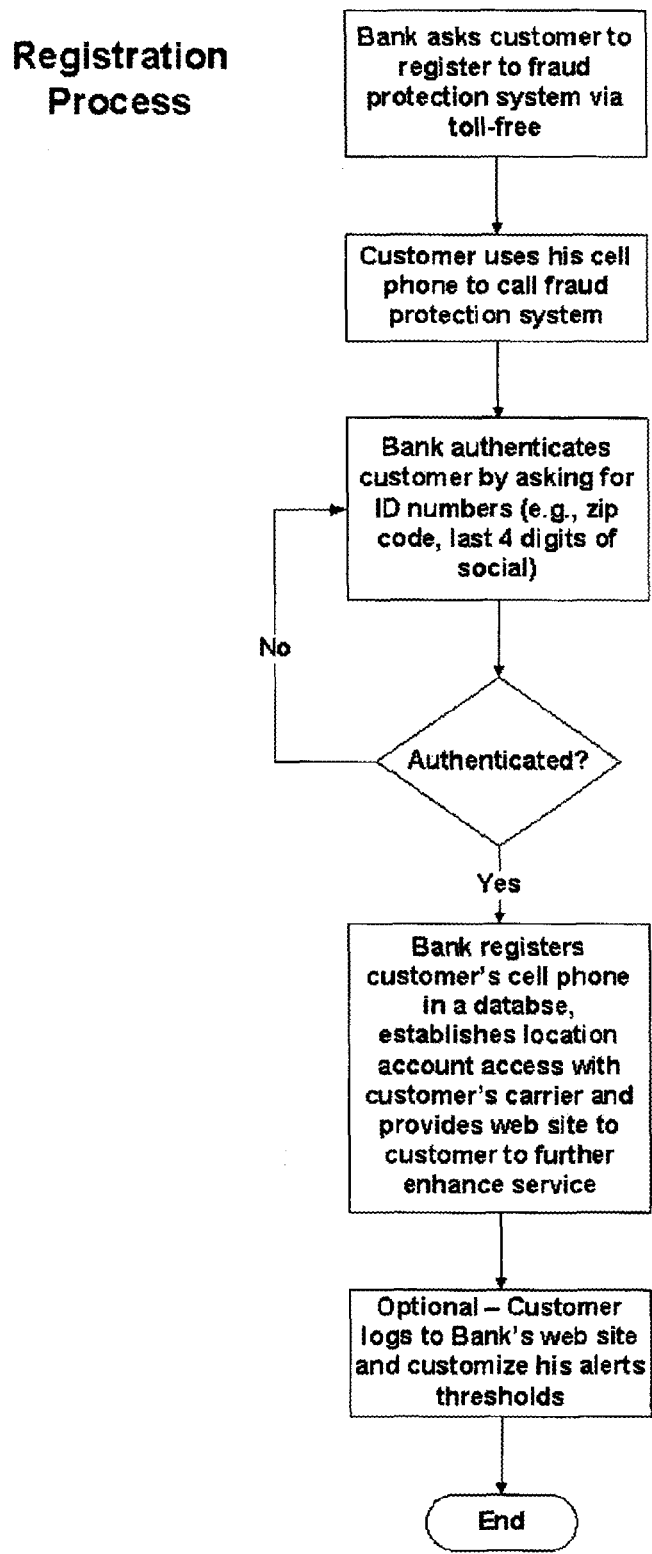 Registration
Process
Bank asks customer to
register to fraud
protection system via
toll-free
Customer uses his cell
phone to call fraud
protection system
Bank authenticates
customer by asking for
ID numbers (e.g., zip
code, last 4 digits of
social)
No
Authenticated?
Yes
Bank registers
customer's cell phone
in a databse,
establishes location
account access with
customer's carrier and
provides web site to
customer to further
enhance service
Optional – Customer
logs to Bank's web site
and customize his alerts
thresholds
End